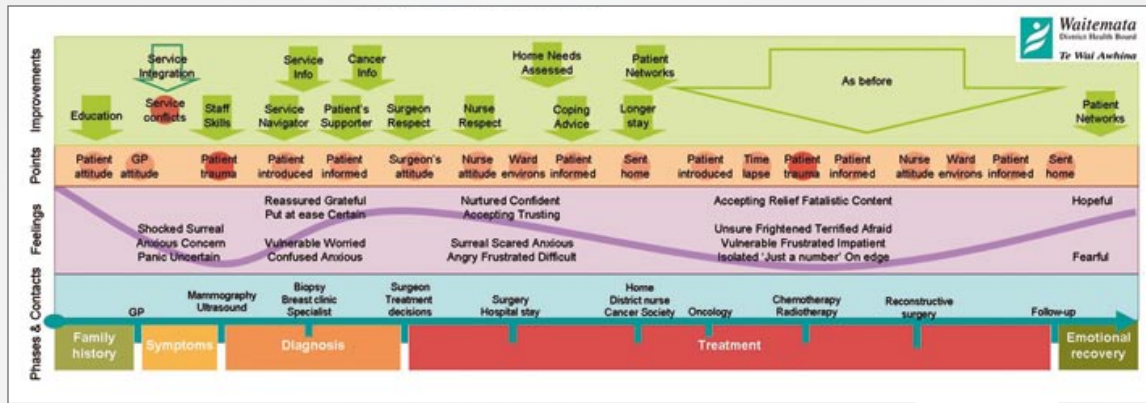 Waitemata
District Health Board
Te Wai Awhina
Improvements
Service
Integration
Service
Info
Cancer
Info
Home Needs
Assessed
Patient
Networks
As before
Education
Service
conflicts
Staff
Skills
Service
Navigator
Patient's
Supporter
Surgeon
Respect
Nurse
Respect
Coping
Advice
Longer
stay
Patient
Networks
Points
Patient
attitude
GP
attitude
Patient
trauma
Patient
introduced
Patient
informed
Surgeon's
attitude
Nurse
attitude
Ward
environs
Patient
informed
Sent
home
Patient
introduced
Time
lapse
Patient
trauma
Patient
informed
Nurse
attitude
Ward
environs
Patient
informed
Sent
home
Feelings
Shocked Surreal
Anxious Concern
Panic Uncertain
Reassured Grateful
Put at ease Certain
Vulnerable Worried
Confused Anxious
Nurtured Confident
Accepting Trusting
Surreal Scared Anxious
Angry Frustrated Difficult
Accepting Relief Fatalistic Content
Unsure Frightened Terrified Afraid
Vulnerable Frustrated Impatient
Isolated 'Just a number' On edge
Hopeful
Fearful
Phases & Contacts
GP
Mammography
Ultrasound
Biopsy
Breast clinic
Specialist
Surgeon
Treatment
decisions
Surgery
Hospital stay
Home
District nurse
Cancer Society
Oncology
Chemotherapy
Radiotherapy
Reconstructive
surgery
Follow-up
Family
history
Symptoms
Diagnosis
Treatment
Emotional
recovery